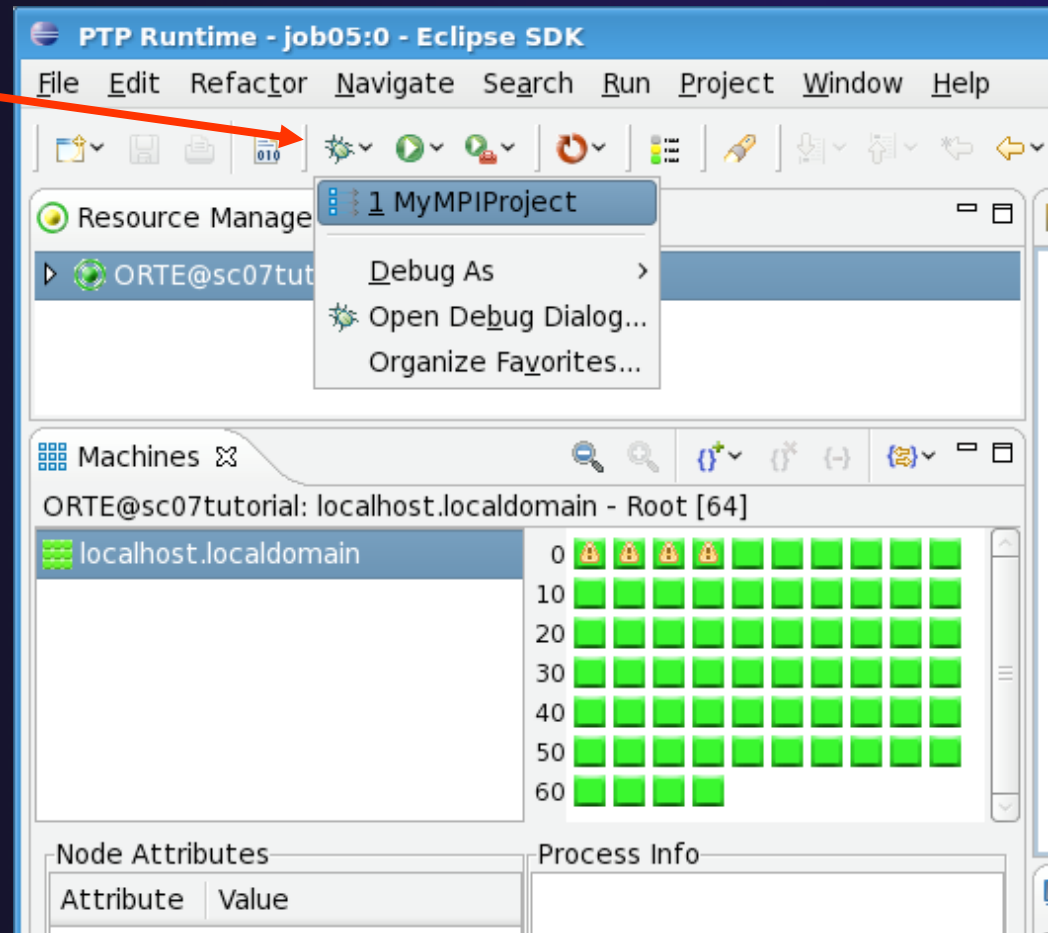 PTP Runtime - job05:0 - Eclipse SDK
File Edit Refactor Navigate Search Run Project Window Help
010
Resource Manage
1 MyMPIProject
ORTE@sc07tut
Debug As
Open Debug Dialog...
Organize Favorites...
Machines
ORTE@sc07tutorial: localhost.localdomain - Root [64]
localhost.localdomain
0
10
20
30
40
50
60
Node Attributes
Process Info
Attribute Value